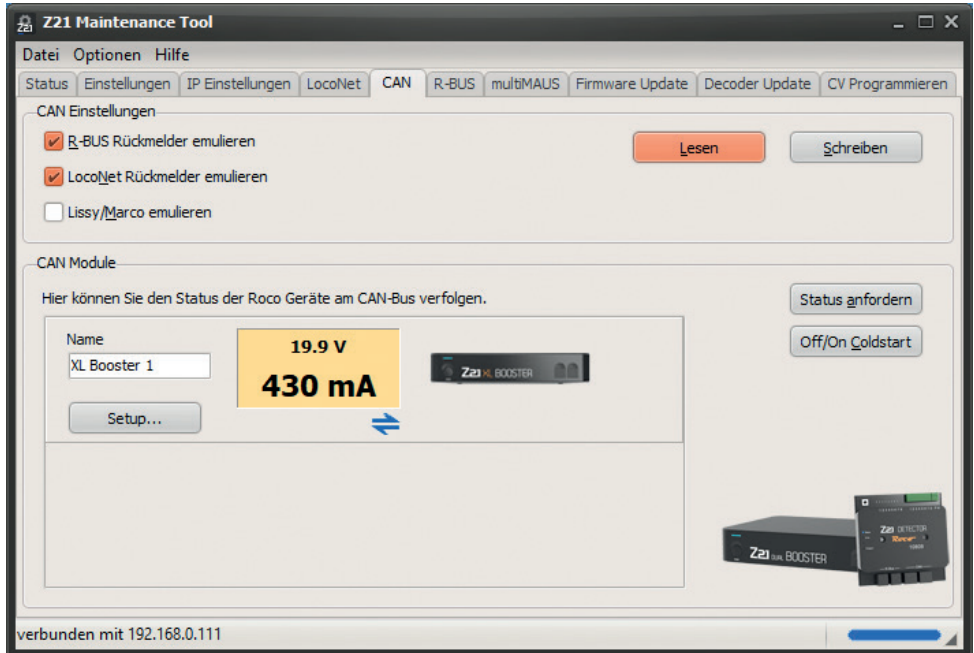 Z21 Maintenance Tool
Datei Optionen Hilfe
Status Einstellungen IP Einstellungen LocoNet CAN R-BUS multiMAUS Firmware Update Decoder Update CV Programmieren
CAN Einstellungen
R-BUS Rückmelder emulieren
Lesen
Schreiben
LocoNet Rückmelder emulieren
Lissy/Marco emulieren
CAN Module
Hier können Sie den Status der Roco Geräte am CAN-Bus verfolgen.
Status anfordern
Off/On Coldstart
Name
XL Booster 1
Setup...
19.9 V
430 mA
Z21 XL BOOSTER
Z21 DUAL BOOSTER
Z21 DETECTOR
Roco
verbunden mit 192.168.0.111